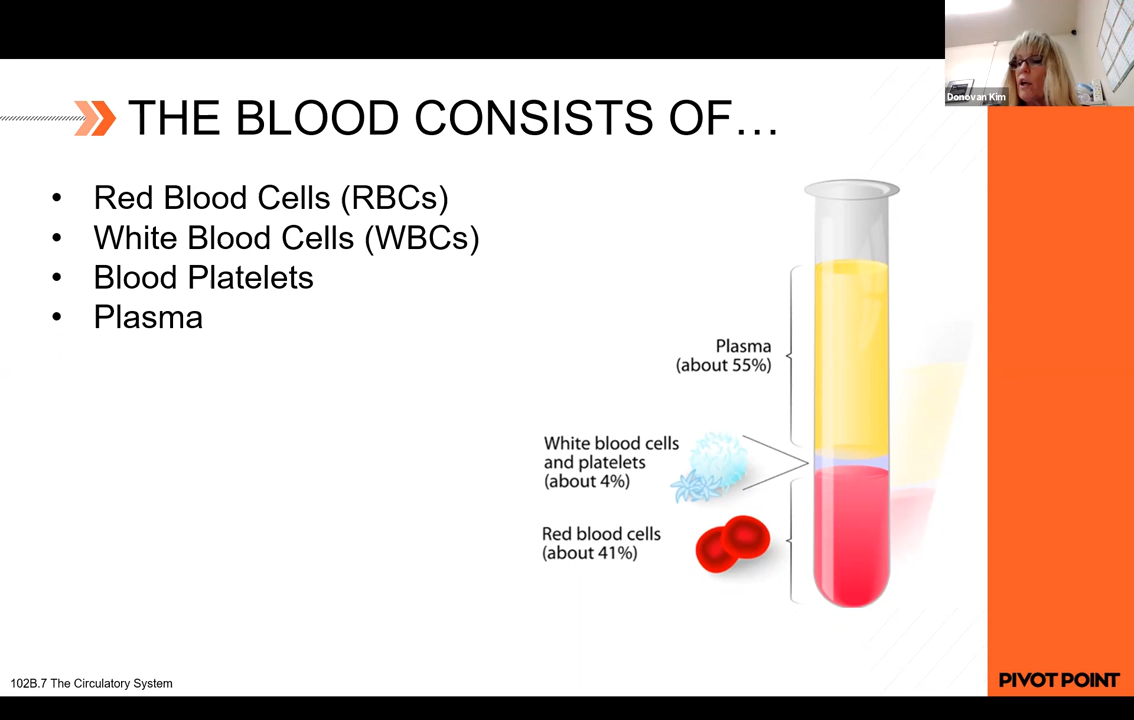 Donovan Kim
THE BLOOD CONSISTS OF...
• Red Blood Cells (RBCs)
• White Blood Cells (WBCs)
• Blood Platelets
• Plasma
Plasma
(about 55%)
White blood cells
and platelets
(about 4%)
Red blood cells
(about 41%)
102B.7 The Circulatory System
PIVOT POINT